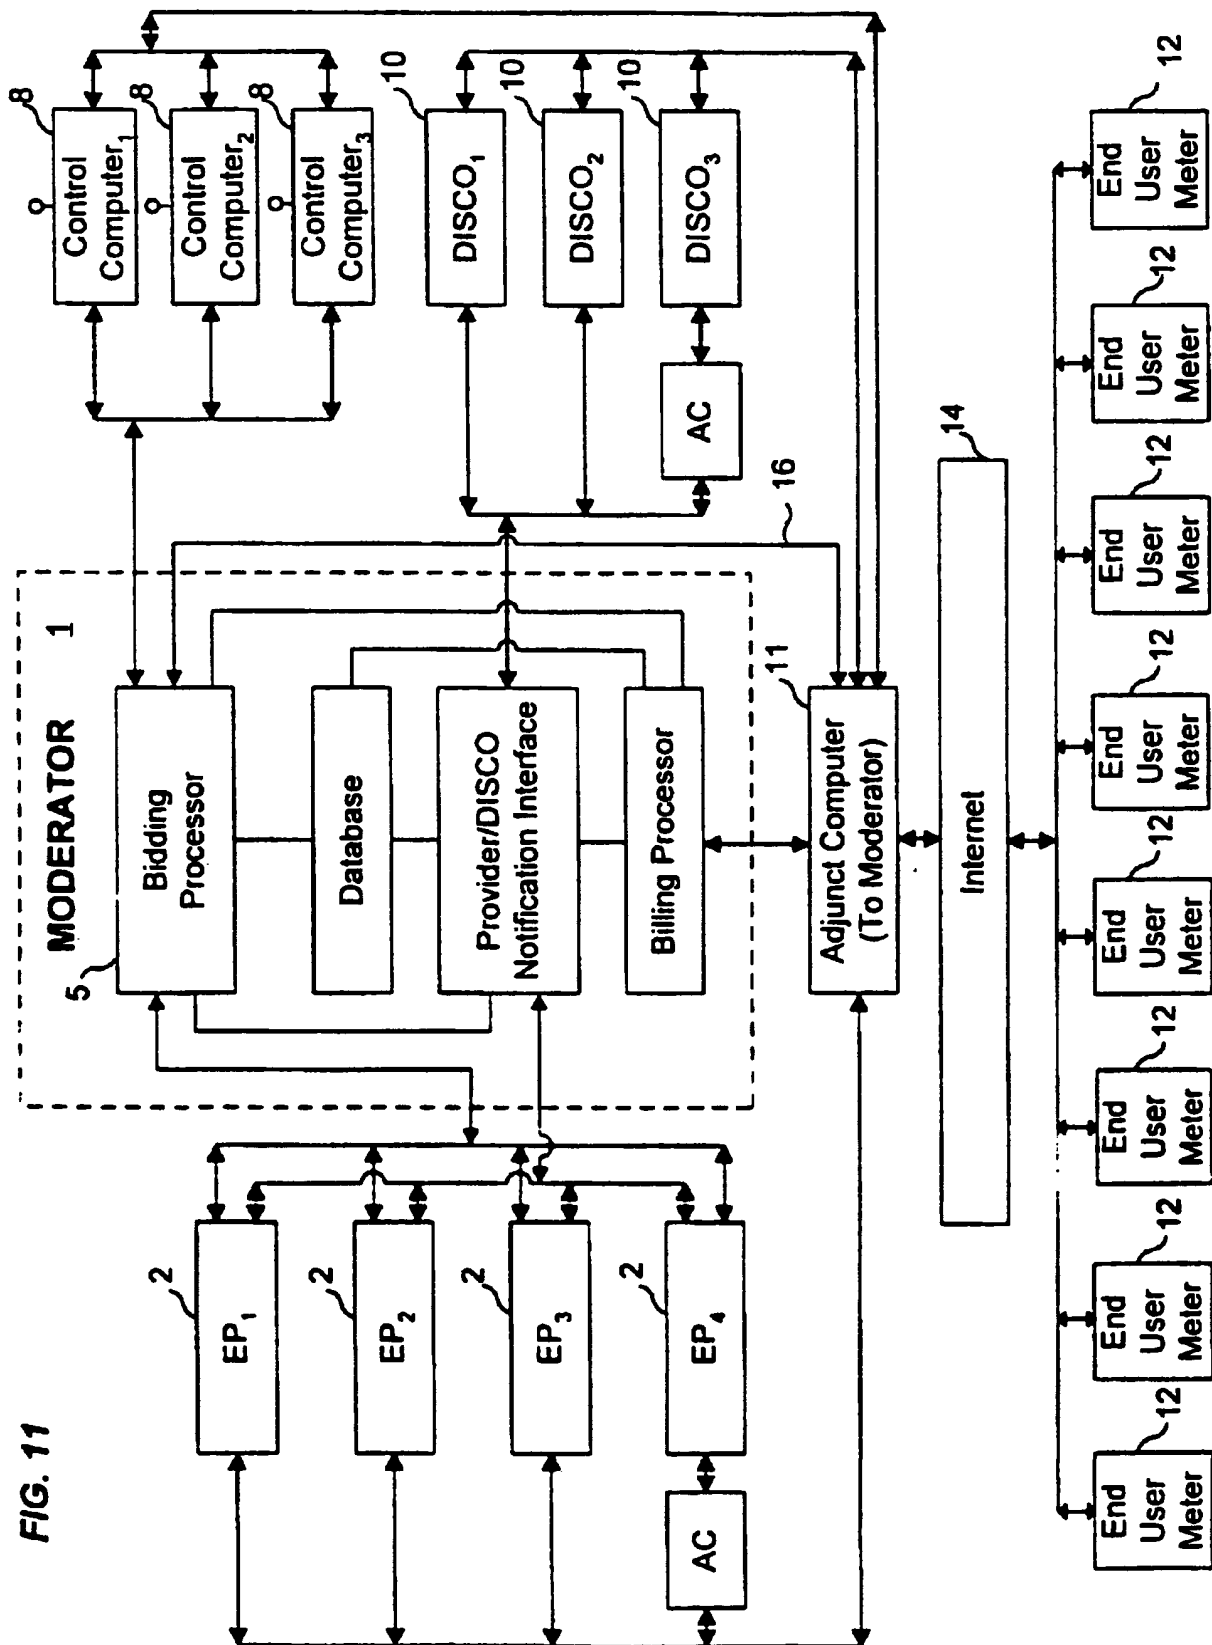 FIG. 11
MODERATOR
1
5
Bidding
Processor
Database
Provider/DISCO
Notification Interface
Billing Processor
2
EP₁
2
EP₂
2
EP₃
2
EP₄
AC
8
Control
Computer₁
8
Control
Computer₂
8
Control
Computer₃
10
DISCO₁
10
DISCO₂
10
DISCO₃
AC
16
11
Adjunct Computer
(To Moderator)
14
Internet
12
End
User
Meter
12
End
User
Meter
12
End
User
Meter
12
End
User
Meter
12
End
User
Meter
12
End
User
Meter
12
End
User
Meter
12
End
User
Meter